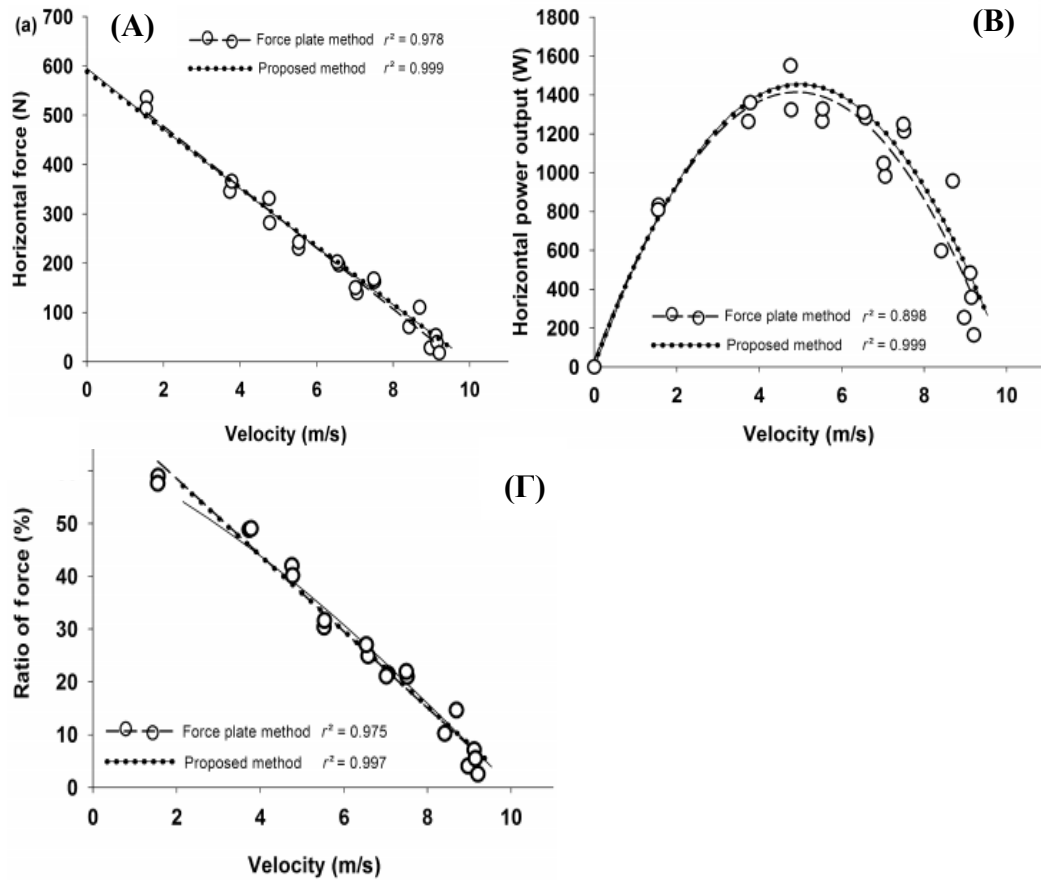 (a)
(A)
Horizontal force (N)
700
600
500
400
300
200
100
0
Force plate method r² = 0.978
Proposed method r² = 0.999
0 2 4 6 8 10
Velocity (m/s)
(B)
Horizontal power output (W)
1800
1600
1400
1200
1000
1800
600
400
200
0
Force plate method r² = 0.898
Proposed method r² = 0.999
0 2 4 6 8 10
Velocity (m/s)
(Γ)
Ratio of force (%)
50
40
30
20
10
0
Force plate method r² = 0.975
Proposed method r² = 0.997
0 2 4 6 8 10
Velocity (m/s)